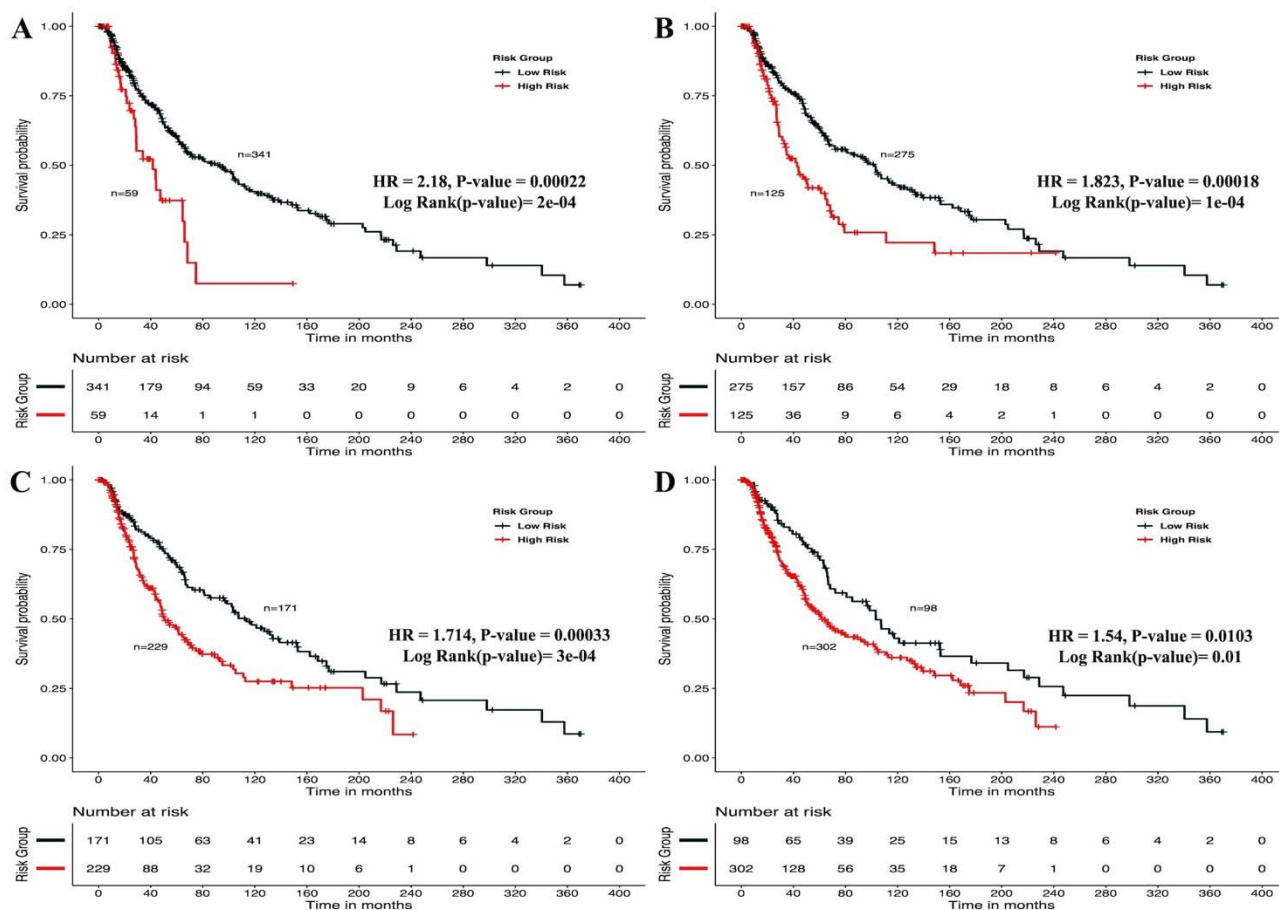 A
1.00
0.75
0.50
0.25
0.00
Survival probability
Risk Group
Low Risk
High Risk
n=341
n=59
HR = 2.18, P-value = 0.00022
Log Rank(p-value)= 2e-04
0 40 80 120 160 200 240 280 320 360 400
Time in months
Number at risk
Risk Group
341 179 94 59 33 20 9 6 4 2 0
59 14 1 1 0 0 0 0 0 0 0
0 40 80 120 160 200 240 280 320 360 400
Time in months
B
1.00
0.75
0.50
0.25
0.00
Survival probability
Risk Group
Low Risk
High Risk
n=275
n=125
HR = 1.823, P-value = 0.00018
Log Rank(p-value)= 1e-04
0 40 80 120 160 200 240 280 320 360 400
Time in months
Number at risk
Risk Group
275 157 86 54 29 18 8 6 4 2 0
125 36 9 6 4 2 1 0 0 0 0
0 40 80 120 160 200 240 280 320 360 400
Time in months
C
1.00
0.75
0.50
0.25
0.00
Survival probability
Risk Group
Low Risk
High Risk
n=171
n=229
HR = 1.714, P-value = 0.00033
Log Rank(p-value)= 3e-04
0 40 80 120 160 200 240 280 320 360 400
Time in months
Number at risk
Risk Group
171 105 63 41 23 14 8 6 4 2 0
229 88 32 19 10 6 1 0 0 0 0
0 40 80 120 160 200 240 280 320 360 400
Time in months
D
1.00
0.75
0.50
0.25
0.00
Survival probability
Risk Group
Low Risk
High Risk
n=98
n=302
HR = 1.54, P-value = 0.0103
Log Rank(p-value)= 0.01
0 40 80 120 160 200 240 280 320 360 400
Time in months
Number at risk
Risk Group
98 65 39 25 15 13 8 6 4 2 0
302 128 56 35 18 7 1 0 0 0 0
0 40 80 120 160 200 240 280 320 360 400
Time in months